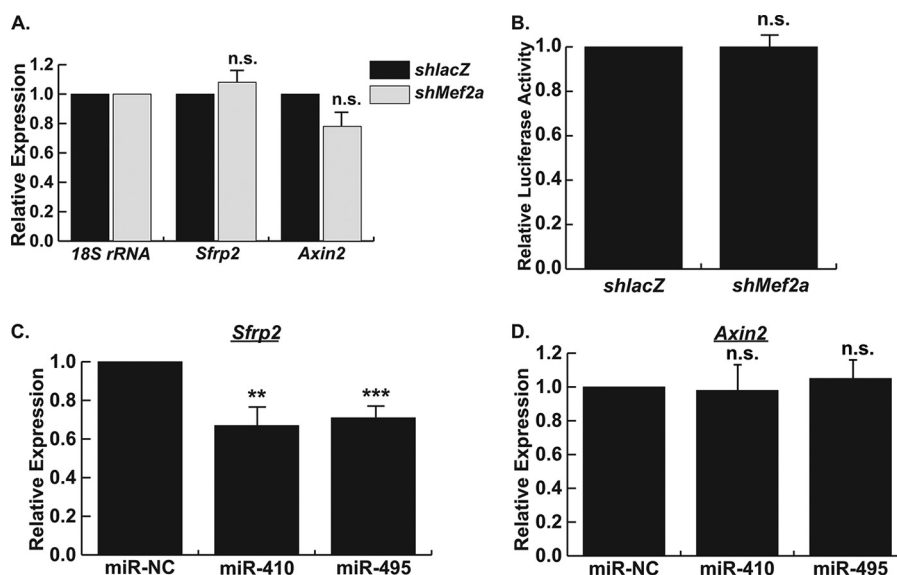 A.
Relative Expression
1.2
1.0
0.8
0.6
0.4
0.2
0.0
n.s.
n.s.
18S rRNA
Sfrp2
Axin2
shlacZ
shMef2a
B.
Relative Luciferase Activity
1.0
0.8
0.6
0.4
0.2
0.0
n.s.
shlacZ
shMef2a
C.
Sfrp2
Relative Expression
1.0
0.8
0.6
0.4
0.2
0.0
**
***
miR-NC
miR-410
miR-495
D.
Axin2
Relative Expression
1.2
1.0
0.8
0.6
0.4
0.2
0.0
n.s.
n.s.
miR-NC
miR-410
miR-495